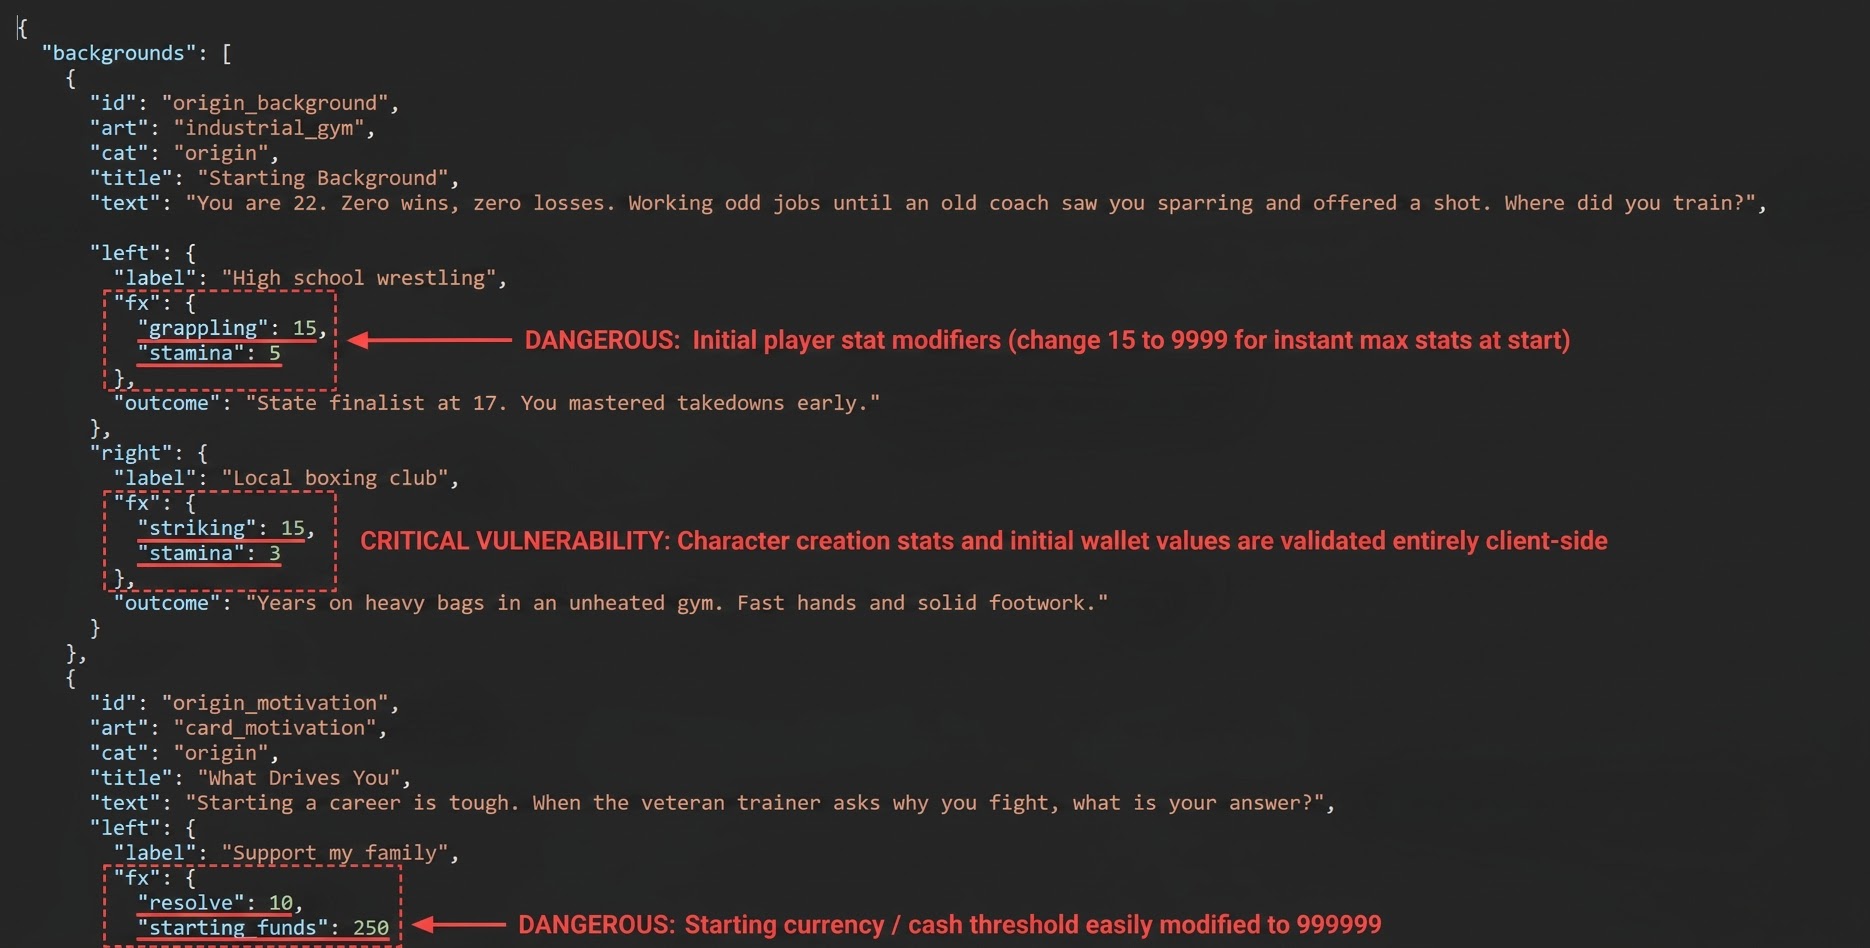 {
"backgrounds": [
{
"id": "origin_background",
"art": "industrial_gym",
"cat": "origin",
"title": "Starting Background",
"text": "You are 22. Zero wins, zero losses. Working odd jobs until an old coach saw you sparring and offered a shot. Where did you train?",
"left": {
"label": "High school wrestling",
"fx": {
"grappling": 15,
DANGEROUS: Initial player stat modifiers (change 15 to 9999 for instant max stats at start)
"stamina": 5
},
"outcome": "State finalist at 17. You mastered takedowns early."
},
"right": {
"label": "Local boxing club",
"fx": {
"striking": 15,
CRITICAL VULNERABILITY: Character creation stats and initial wallet values are validated entirely client-side
"stamina": 3
},
"outcome": "Years on heavy bags in an unheated gym. Fast hands and solid footwork."
}
},
{
"id": "origin_motivation",
"art": "card_motivation",
"cat": "origin",
"title": "What Drives You",
"text": "Starting a career is tough. When the veteran trainer asks why you fight, what is your answer?",
"left": {
"label": "Support my family",
"fx": {
"resolve": 10,
"starting_funds": 250
DANGEROUS: Starting currency / cash threshold easily modified to 999999